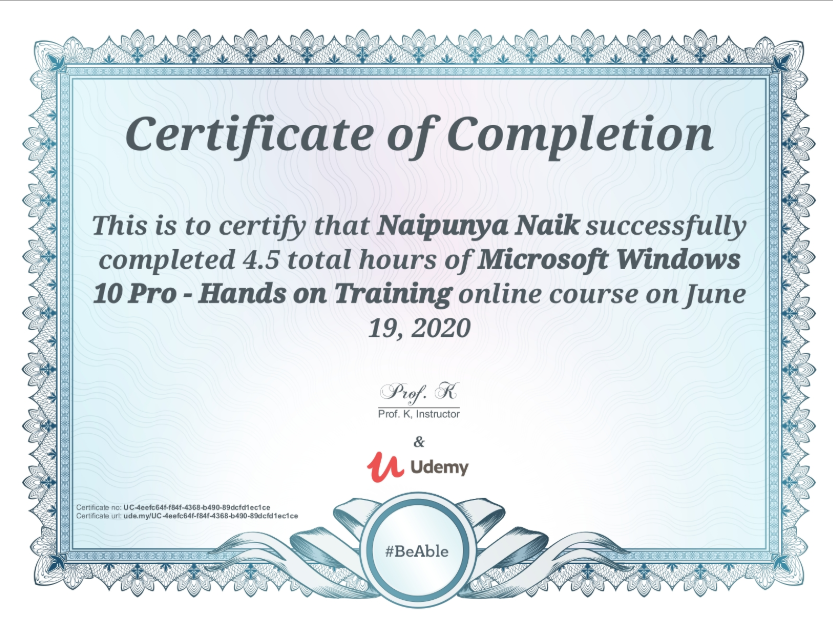 Certificate of Completion
This is to certify that Naipunya Naik successfully
completed 4.5 total hours of Microsoft Windows
10 Pro - Hands on Training online course on June
19, 2020
Prof. K
Prof. K, Instructor
&
Udemy
Certificate no: UC-4eefc64f-f84f-4368-b490-89dcfd1ec1ce
Certificate url: ude.my/UC-4eefc64f-f84f-4368-b490-89dcfd1ec1ce
#BeAble